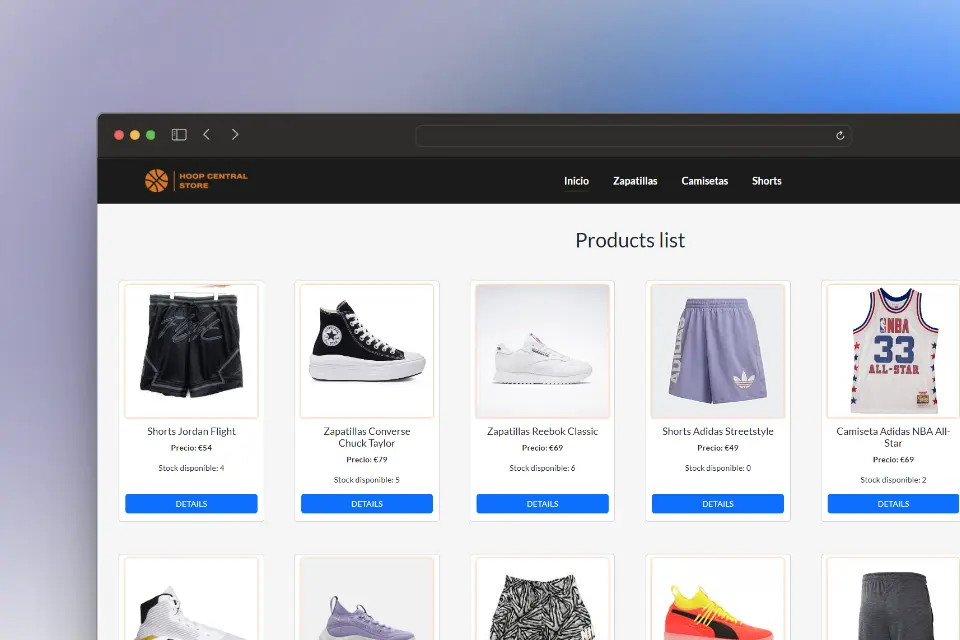 HOOP CENTRAL
STORE
Inicio Zapatillas Camisetas Shorts
Products list
Shorts Jordan Flight
Precio: €54
Stock disponible: 4
DETAILS
Zapatillas Converse
Chuck Taylor
Precio: €79
Stock disponible: 5
DETAILS
Zapatillas Reebok Classic
Precio: €69
Stock disponible: 6
DETAILS
ADIDAS
Shorts Adidas Streetstyle
Precio: €49
Stock disponible: 0
DETAILS
NBA
33
ALL-STAR
Camiseta Adidas NBA All-
Star
Precio: €69
Stock disponible: 2
DETAILS